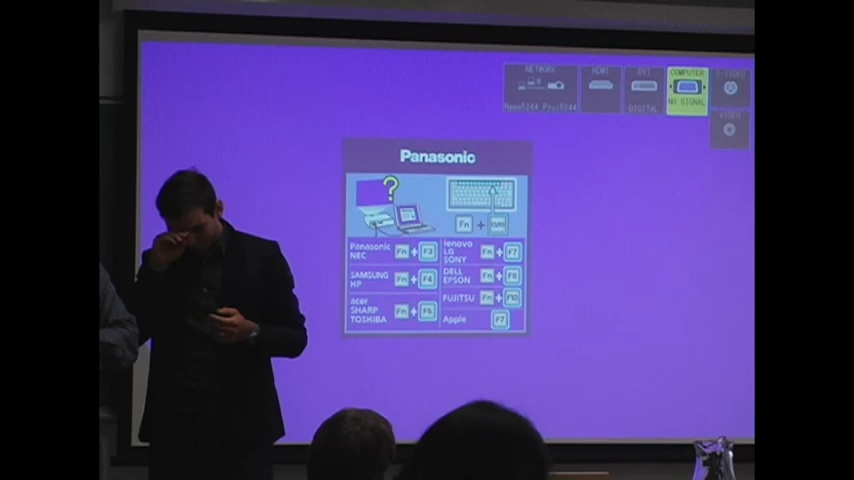 NETWORK
HDMI
DVI
COMPUTER
S-VIDEO
DIGITAL
NO SIGNAL
VIDEO
Panasonic
?
Fn +
Panasonic
NEC
Fn + F3
lenovo
LG
SONY
Fn + F7
SAMSUNG
HP
Fn + F4
DELL
EPSON
Fn + F8
acer
SHARP
TOSHIBA
Fn + F5
FUJITSU
Fn + F10
Apple
F7